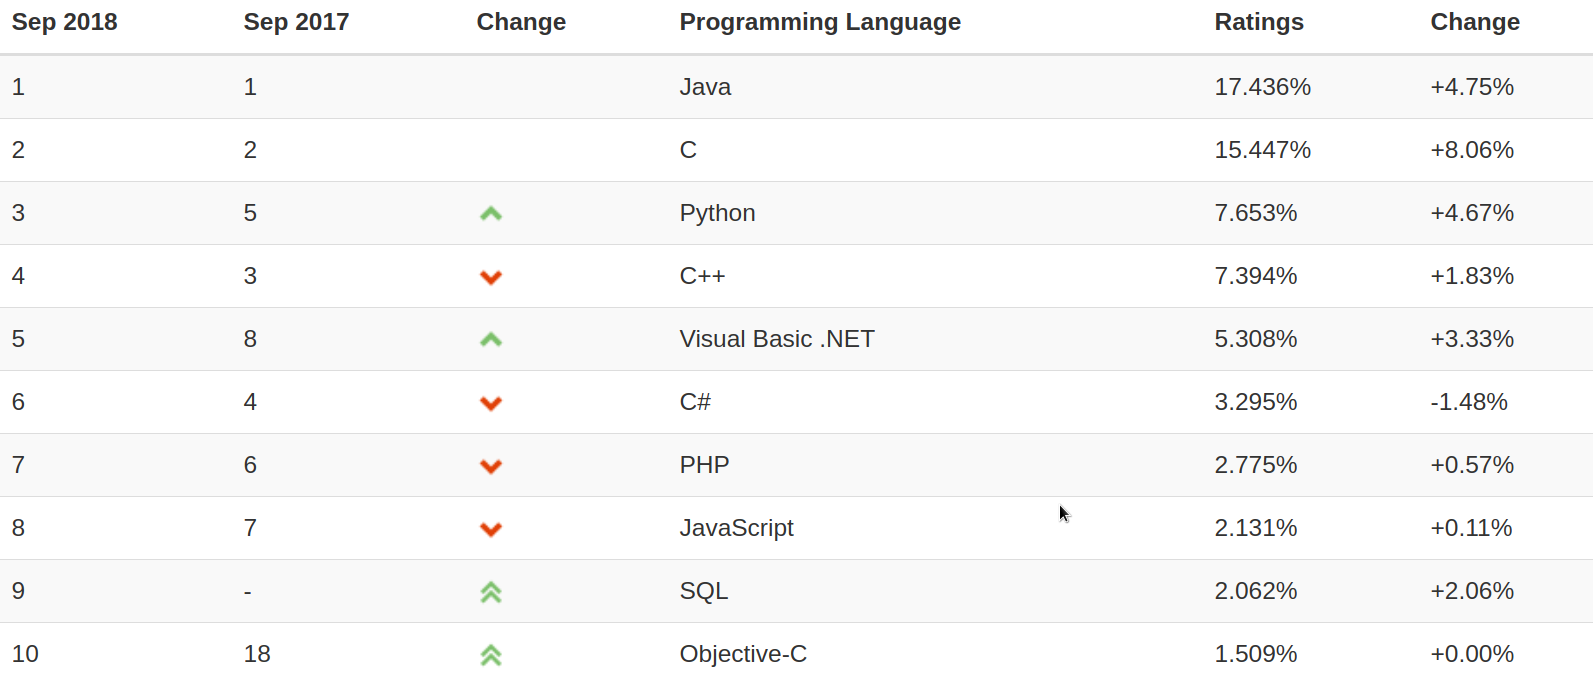 Sep 2018 Sep 2017 Change Programming Language Ratings Change
1 1 Java 17.436% +4.75%
2 2 C 15.447% +8.06%
3 5 Python 7.653% +4.67%
4 3 C++ 7.394% +1.83%
5 8 Visual Basic .NET 5.308% +3.33%
6 4 C# 3.295% -1.48%
7 6 PHP 2.775% +0.57%
8 7 JavaScript 2.131% +0.11%
9 - SQL 2.062% +2.06%
10 18 Objective-C 1.509% +0.00%